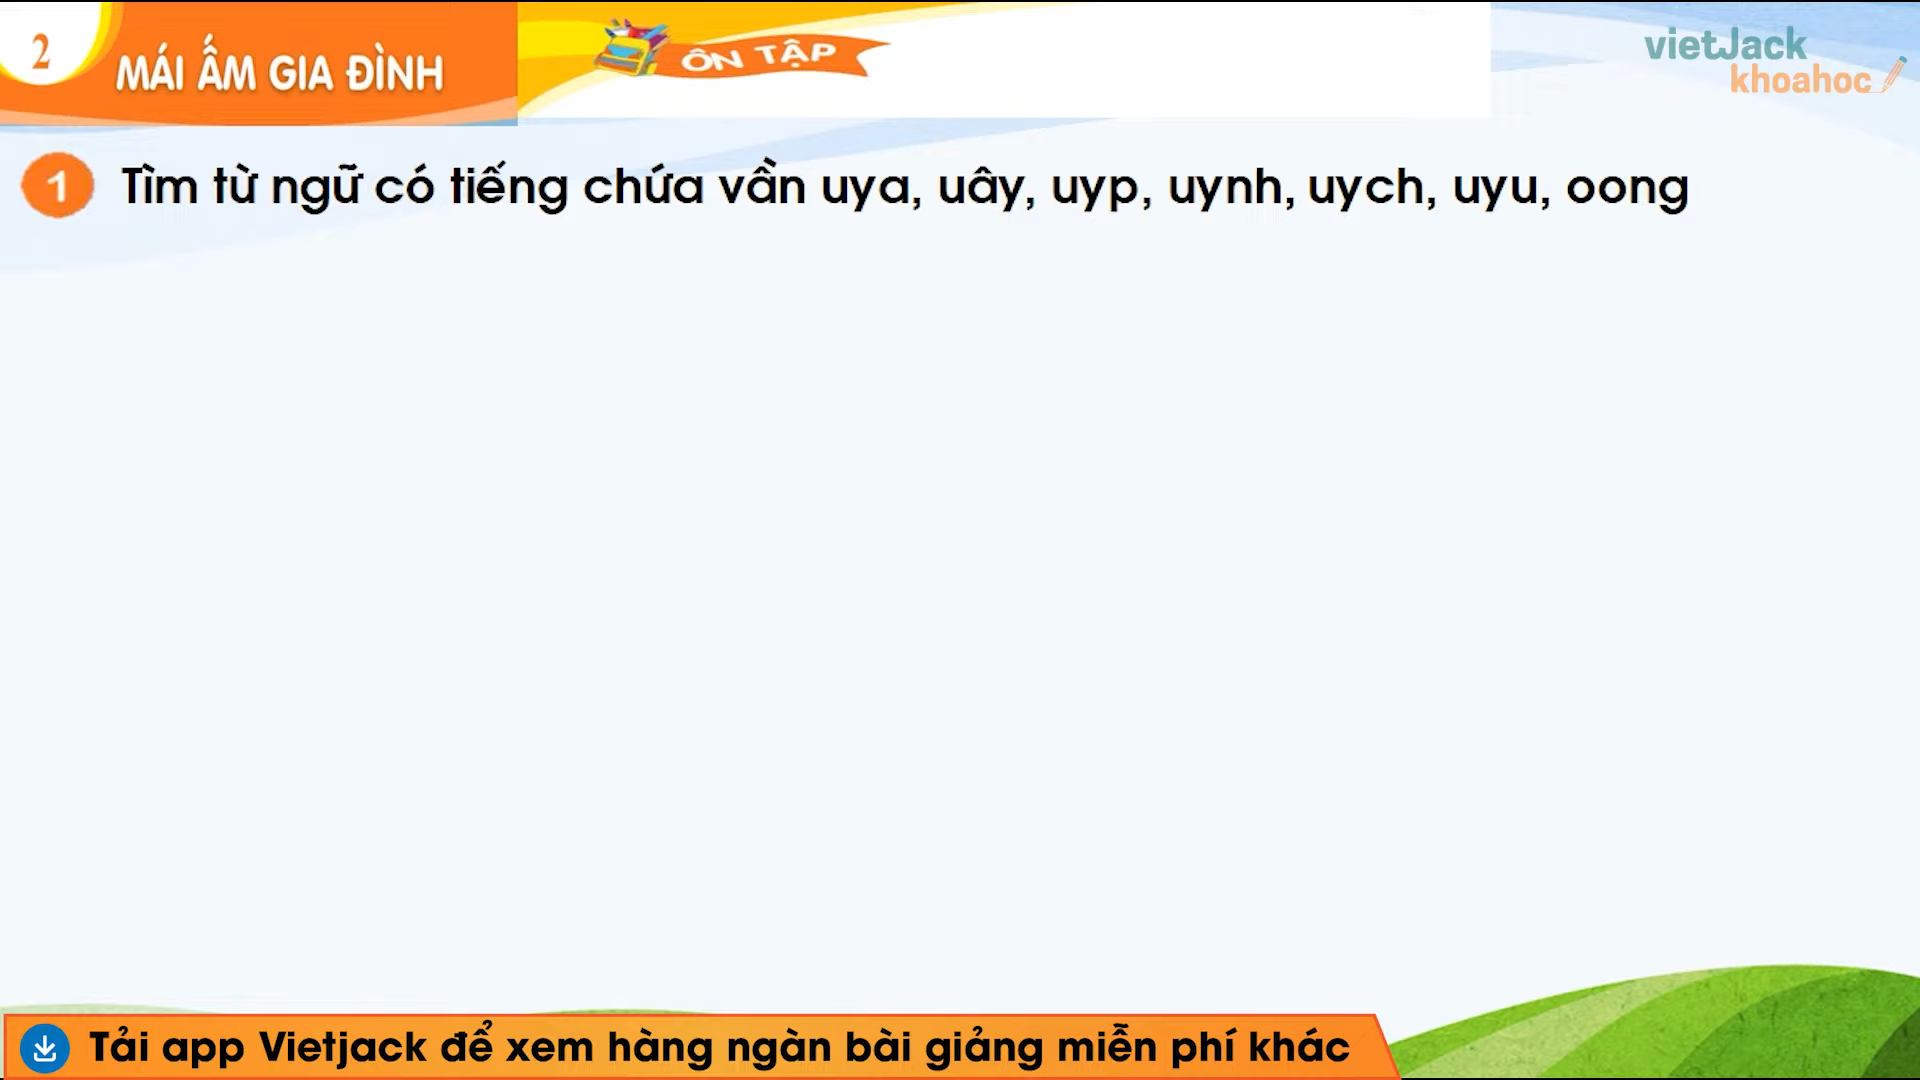 2
MÁI ẤM GIA ĐÌNH
ÔN TẬP
vietJack
khoahoc
1 Tìm từ ngữ có tiếng chứa vần uya, uây, uyp, uynh, uych, uyu, oong
Tải app Vietjack để xem hàng ngàn bài giảng miễn phí khác